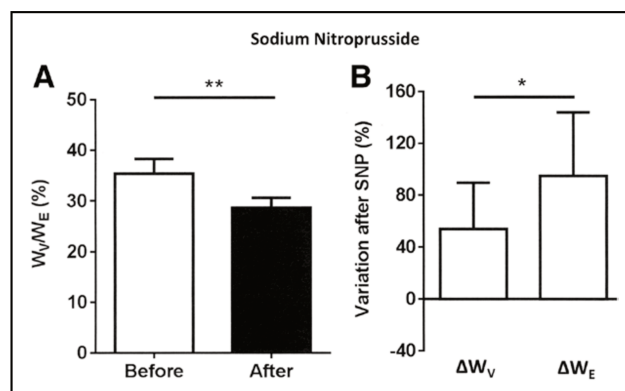 Sodium Nitroprusside
A
**
W_V/W_E (%)
50
40
30
20
10
0
Before After
B
*
Variation after SNP (%)
160
120
80
40
0
-40
ΔW_V ΔW_E